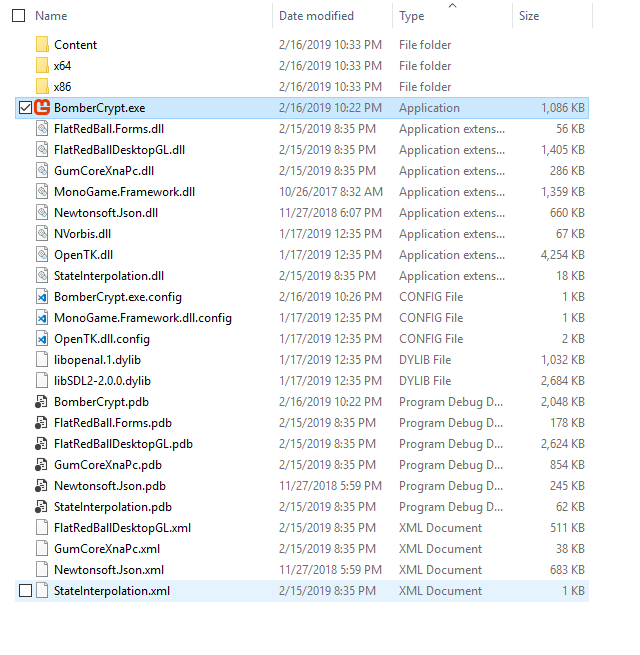 Name Date modified Application Size
Content 2/16/2019 10:33 PM File folder
x64 2/16/2019 10:33 PM File folder
x86 2/16/2019 10:33 PM File folder
BomberCrypt.exe 2/16/2019 10:22 PM Application 1,086 KB
FlatRedBall.Forms.dll 2/15/2019 8:35 PM Application extens... 56 KB
FlatRedBallDesktopGL.dll 2/15/2019 8:35 PM Application extens... 1,405 KB
GumCoreXnaPc.dll 2/15/2019 8:35 PM Application extens... 286 KB
MonoGame.Framework.dll 10/26/2017 8:32 AM Application extens... 1,359 KB
Newtonsoft.Json.dll 11/27/2018 6:07 PM Application extens... 660 KB
NVorbis.dll 1/17/2019 12:35 PM Application extens... 67 KB
OpenTK.dll 1/17/2019 12:35 PM Application extens... 4,254 KB
StateInterpolation.dll 2/15/2019 8:35 PM Application extens... 18 KB
BomberCrypt.exe.config 2/16/2019 10:26 PM CONFIG File 1 KB
MonoGame.Framework.dll.config 1/17/2019 12:35 PM CONFIG File 1 KB
OpenTK.dll.config 1/17/2019 12:35 PM CONFIG File 2 KB
libopenal.1.dylib 1/17/2019 12:35 PM DYLIB File 1,032 KB
libSDL2-2.0.0.dylib 1/17/2019 12:35 PM DYLIB File 2,684 KB
BomberCrypt.pdb 2/16/2019 10:22 PM Program Debug D... 2,048 KB
FlatRedBall.Forms.pdb 2/15/2019 8:35 PM Program Debug D... 178 KB
FlatRedBallDesktopGL.pdb 2/15/2019 8:35 PM Program Debug D... 2,624 KB
GumCoreXnaPc.pdb 2/15/2019 8:35 PM Program Debug D... 854 KB
Newtonsoft.Json.pdb 11/27/2018 5:59 PM Program Debug D... 245 KB
StateInterpolation.pdb 2/15/2019 8:35 PM Program Debug D... 62 KB
FlatRedBallDesktopGL.xml 2/15/2019 8:35 PM XML Document 511 KB
GumCoreXnaPc.xml 2/15/2019 8:35 PM XML Document 38 KB
Newtonsoft.Json.xml 11/27/2018 5:59 PM XML Document 683 KB
StateInterpolation.xml 2/15/2019 8:35 PM XML Document 1 KB